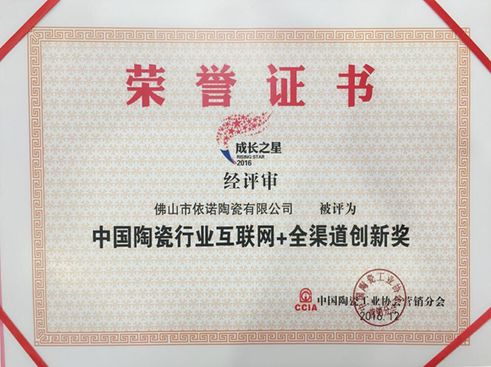 荣誉证书
成长之星
RISING STAR
2016
经评审
佛山市依诺陶瓷有限公司 被评为
中国陶瓷行业互联网+全渠道创新奖
CCIA 中国陶瓷工业协会营销分会
2016.12